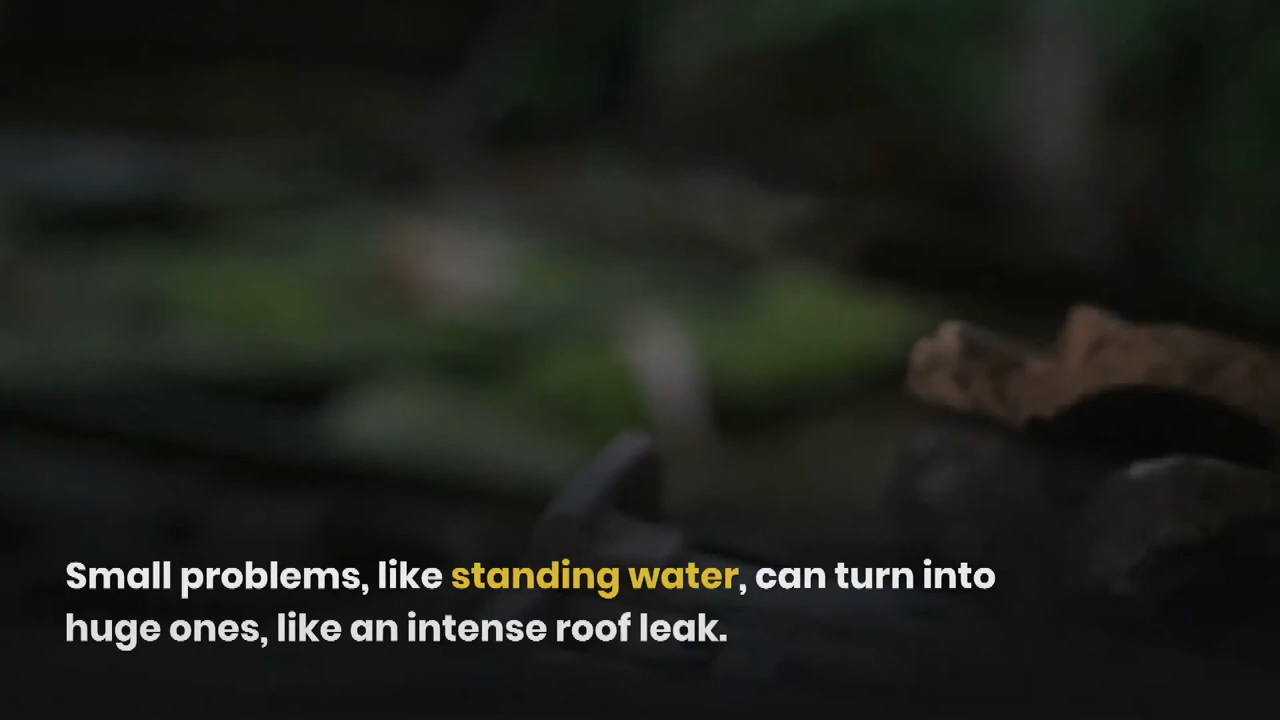 Small problems, like standing water, can turn into
huge ones, like an intense roof leak.